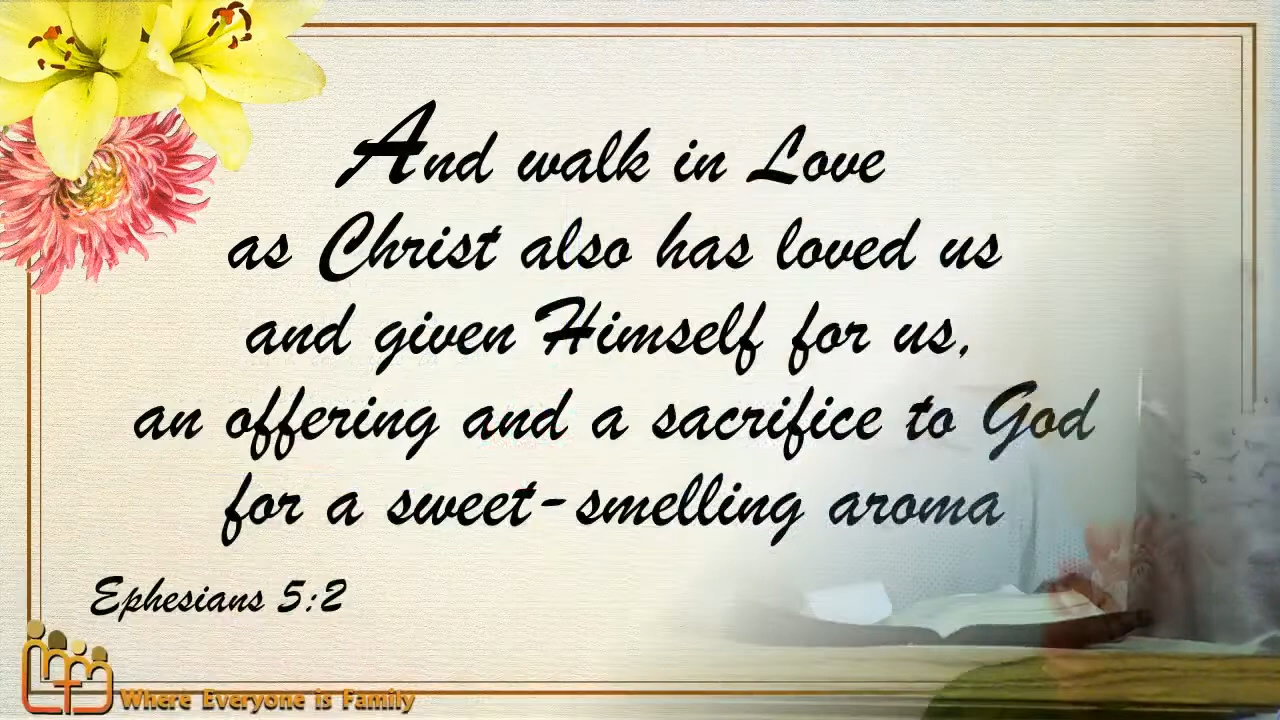 And walk in Love
as Christ also has loved us
and given Himself for us,
an offering and a sacrifice to God
for a sweet-smelling aroma
Ephesians 5:2
Where Everyone is Family